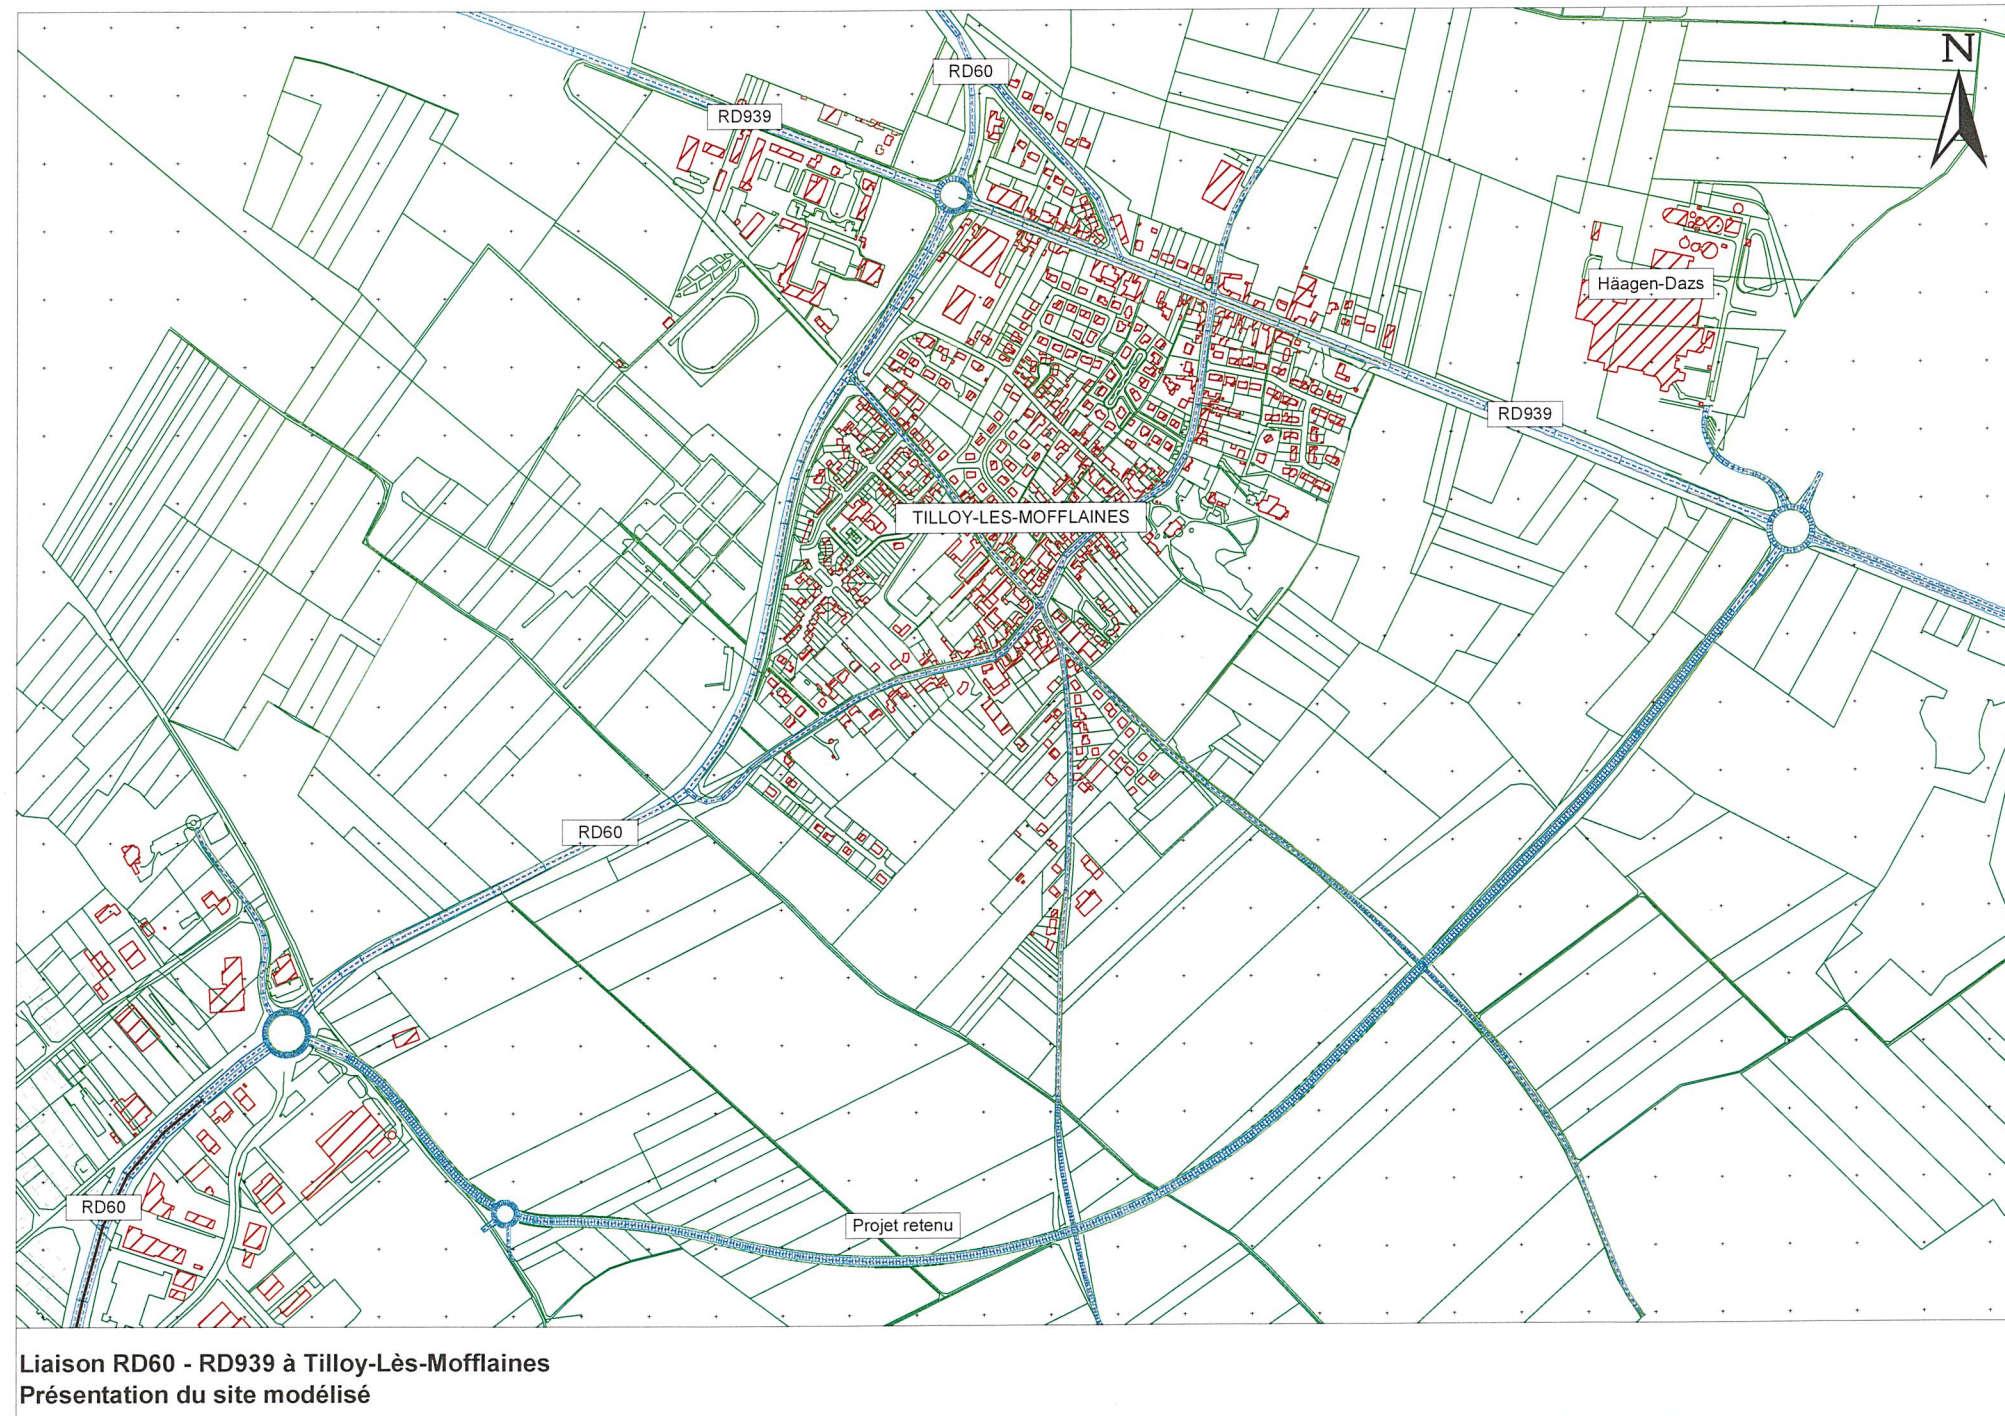 N
RD60
RD939
Häagen-Dazs
RD939
TILLOY-LES-MOFFLAINES
RD60
RD60
Projet retenu
Liaison RD60 - RD939 à Tilloy-Lès-Mofflaines
Présentation du site modélisé